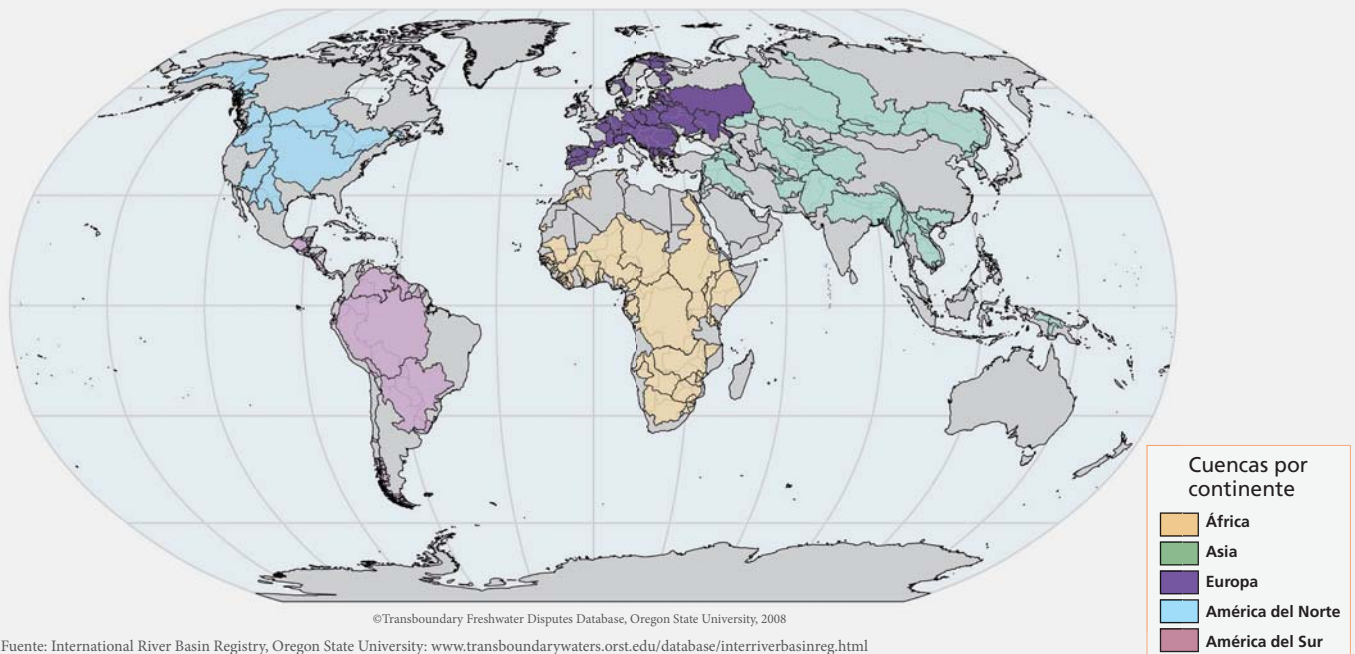 Cuencas por
continente
África
Asia
Europa
América del Norte
América del Sur
©Transboundary Freshwater Disputes Database, Oregon State University, 2008
Fuente: International River Basin Registry, Oregon State University: www.transboundarywaters.orst.edu/database/interriverbasinreg.html